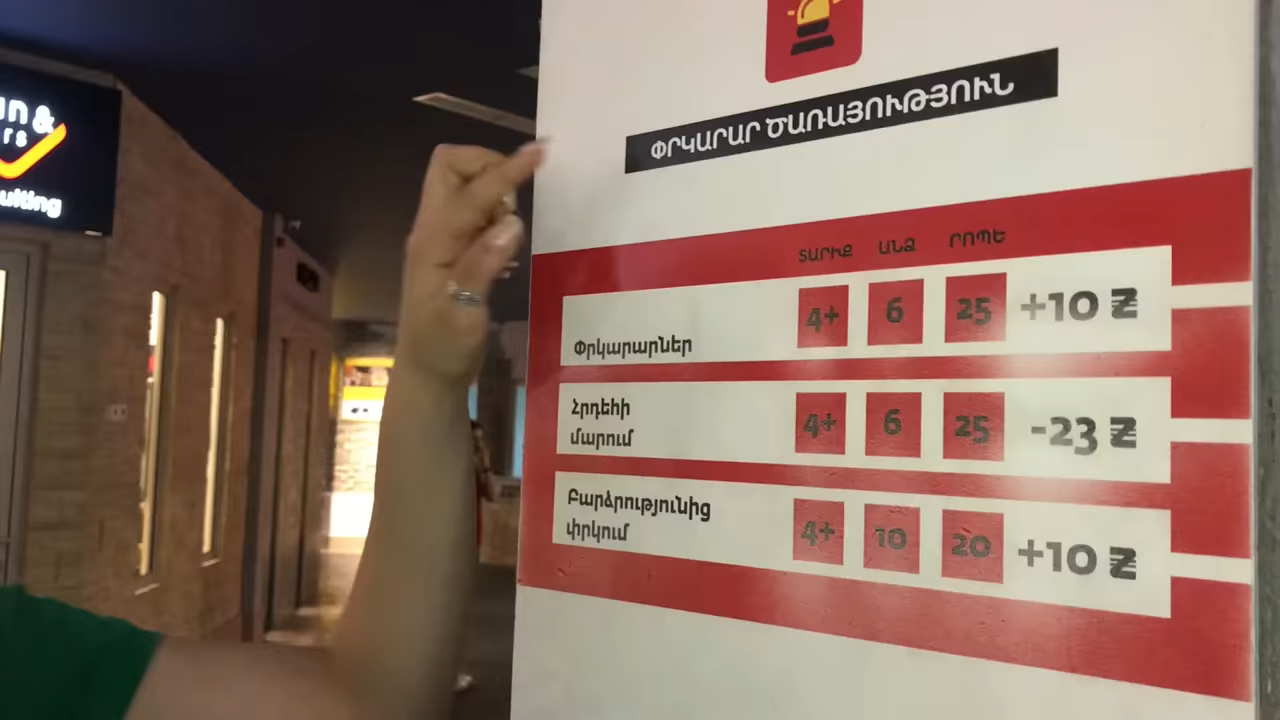 ՓՐԿԱՐԱՐ ԾԱՌԱՅՈՒԹՅՈՒՆ
ՏԱՐԻՔ ԱՆՁ ՐՈՊԵ
Փրկարարներ 4+ 6 25 +10
Հրդեհի
մարում 4+ 6 25 -23
Բարձրությունից
փրկում 4+ 10 20 +10
&